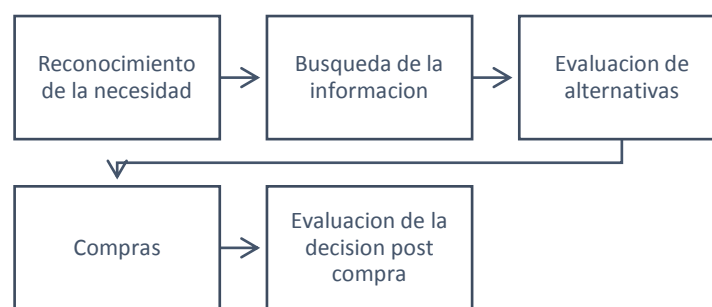 Reconocimiento
de la necesidad
Busqueda de la
informacion
Evaluacion de
alternativas
Compras
Evaluacion de la
decision post
compra